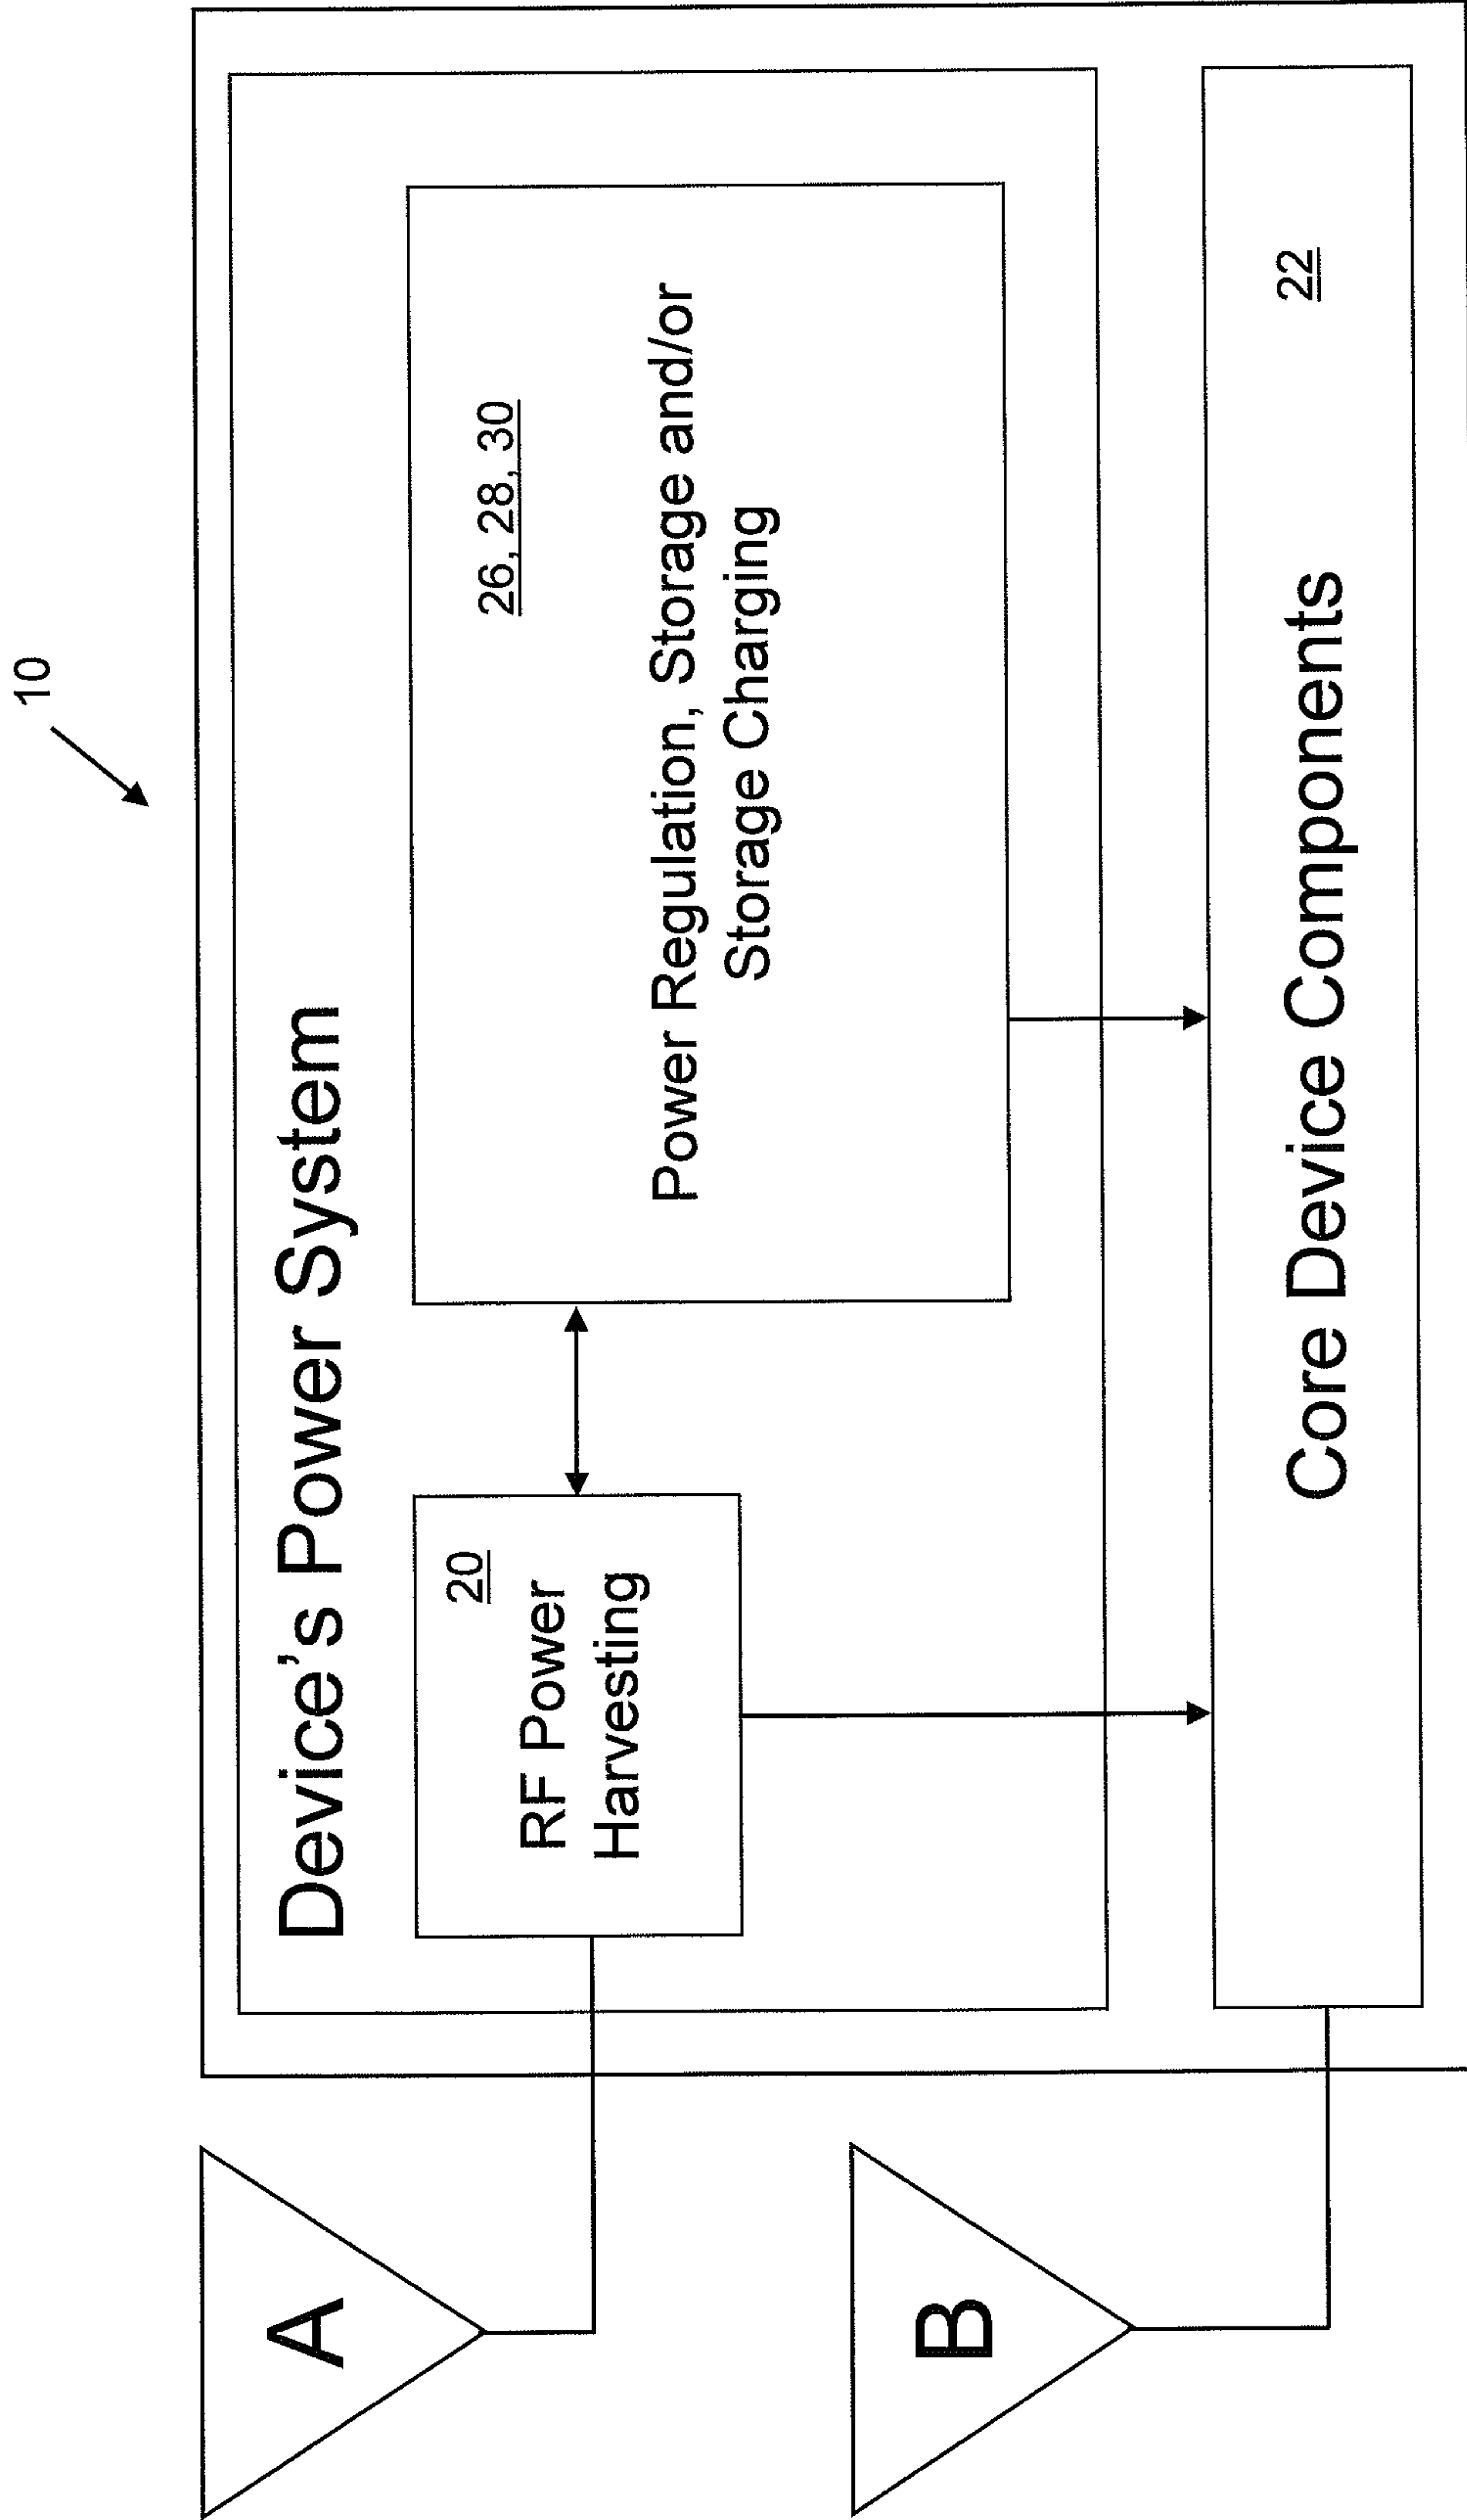 10
A
Device's Power System
20
RF Power
Harvesting
26, 28, 30
Power Regulation, Storage and/or
Storage Charging
B
22
Core Device Components